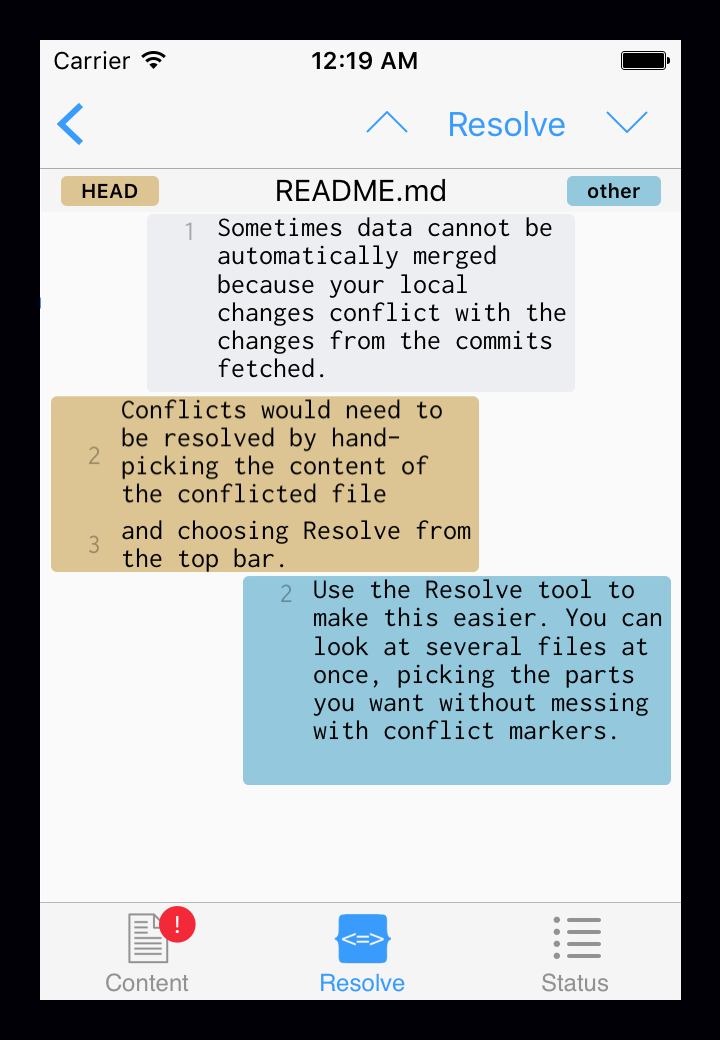 Carrier 12:19 AM
Resolve
HEAD README.md other
1 Sometimes data cannot be
automatically merged
because your local
changes conflict with the
changes from the commits
fetched.
Conflicts would need to
be resolved by hand-
2 picking the content of
the conflicted file
3 and choosing Resolve from
the top bar.
2 Use the Resolve tool to
make this easier. You can
look at several files at
once, picking the parts
you want without messing
with conflict markers.
!
<=>
Content Resolve Status